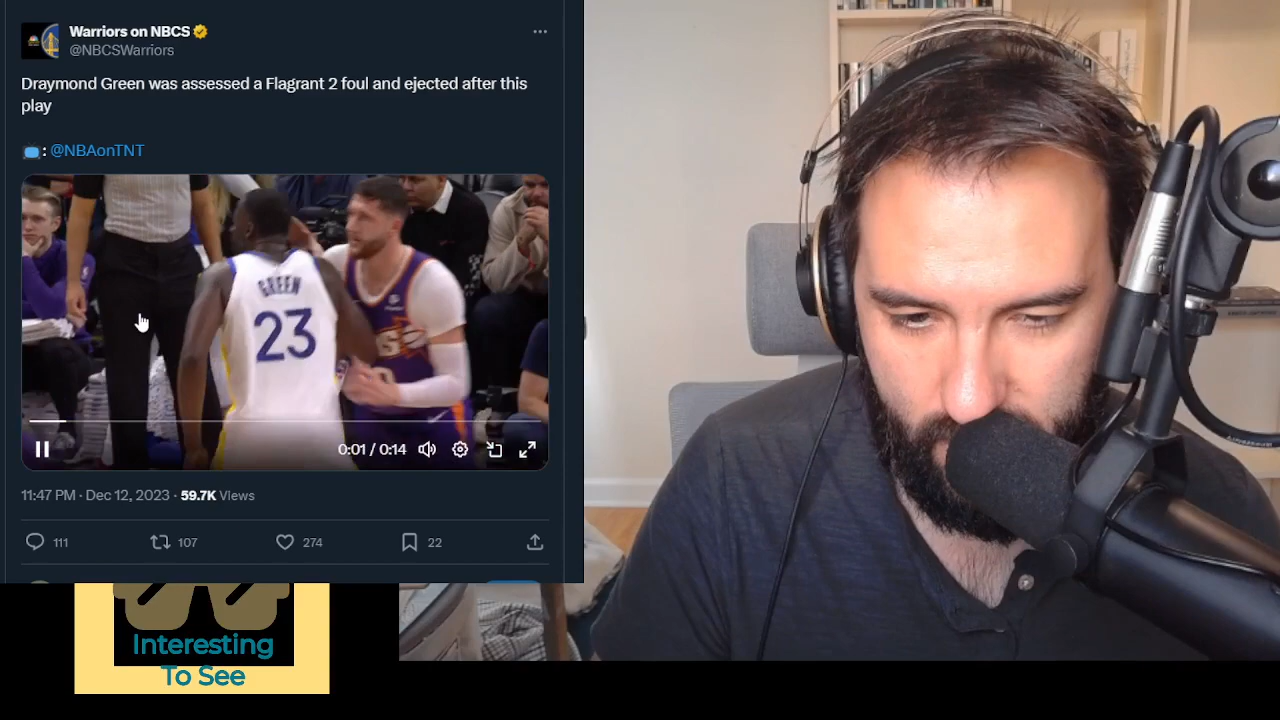 Warriors on NBCS
@NBCSWarriors
Draymond Green was assessed a Flagrant 2 foul and ejected after this
play
: @NBAonTNT
GREEN
23
0:01 / 0:14
11:47 PM · Dec 12, 2023 · 59.7K Views
111 107 274 22
Interesting
To See